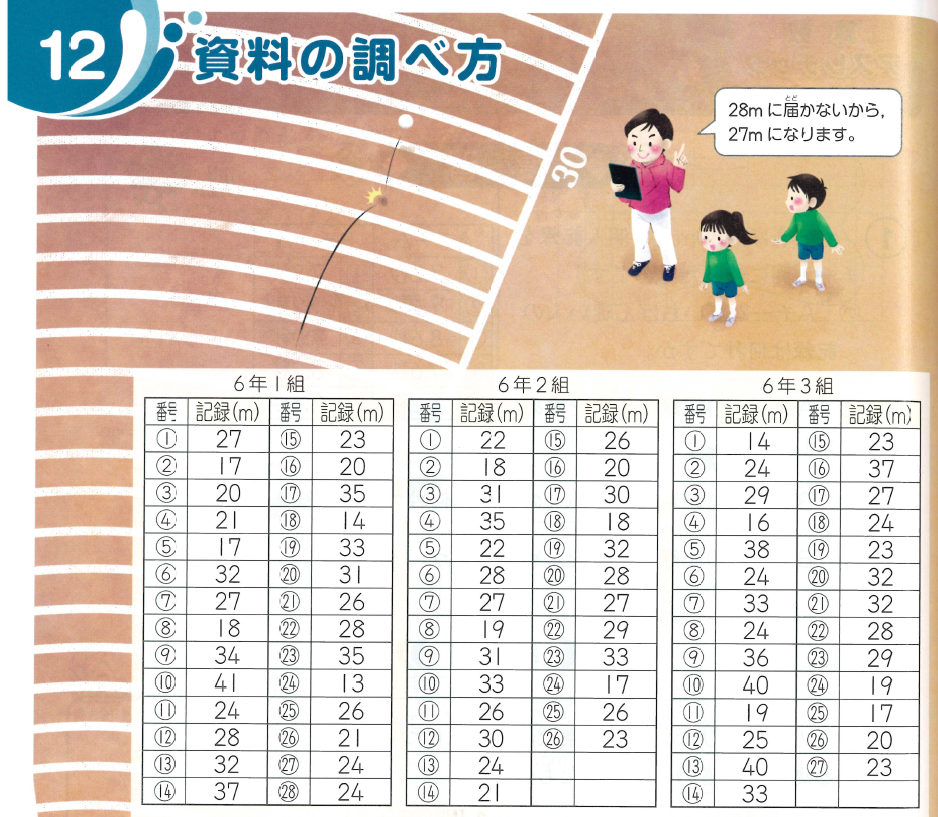 12
資料の調べ方
28mに届かないから,
とど
27mになります。
30
6年1組
番号 記録(m) 番号 記録(m)
① 27 ⑮ 23
② 17 ⑯ 20
③ 20 ⑰ 35
④ 21 ⑱ 14
⑤ 17 ⑲ 33
⑥ 32 ⑳ 31
⑦ 27 ㉑ 26
⑧ 18 ㉒ 28
⑨ 34 ㉓ 35
⑩ 41 ㉔ 13
⑪ 24 ㉕ 26
⑫ 28 ㉖ 21
⑬ 32 ㉗ 24
⑭ 37 ㉘ 24
6年2組
番号 記録(m) 番号 記録(m)
① 22 ⑮ 26
② 18 ⑯ 20
③ 31 ⑰ 30
④ 35 ⑱ 18
⑤ 22 ⑲ 32
⑥ 28 ⑳ 28
⑦ 27 ㉑ 27
⑧ 19 ㉒ 29
⑨ 31 ㉓ 33
⑩ 33 ㉔ 17
⑪ 26 ㉕ 26
⑫ 30 ㉖ 23
⑬ 24
⑭ 21
6年3組
番号 記録(m) 番号 記録(m)
① 14 ⑮ 23
② 24 ⑯ 37
③ 29 ⑰ 27
④ 16 ⑱ 24
⑤ 38 ⑲ 23
⑥ 24 ⑳ 32
⑦ 33 ㉑ 32
⑧ 24 ㉒ 28
⑨ 36 ㉓ 29
⑩ 40 ㉔ 19
⑪ 19 ㉕ 17
⑫ 25 ㉖ 20
⑬ 40 ㉗ 23
⑭ 33